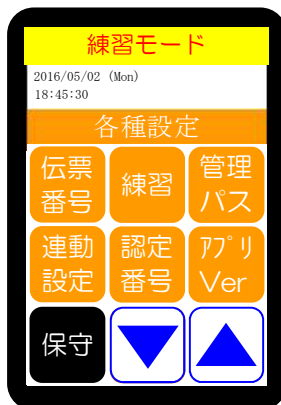 練習モード
2016/05/02 (Mon)
18:45:30
各種設定
伝票
番号
練習
管理
パス
連動
設定
認定
番号
ｱﾌﾟﾘ
Ver
保守